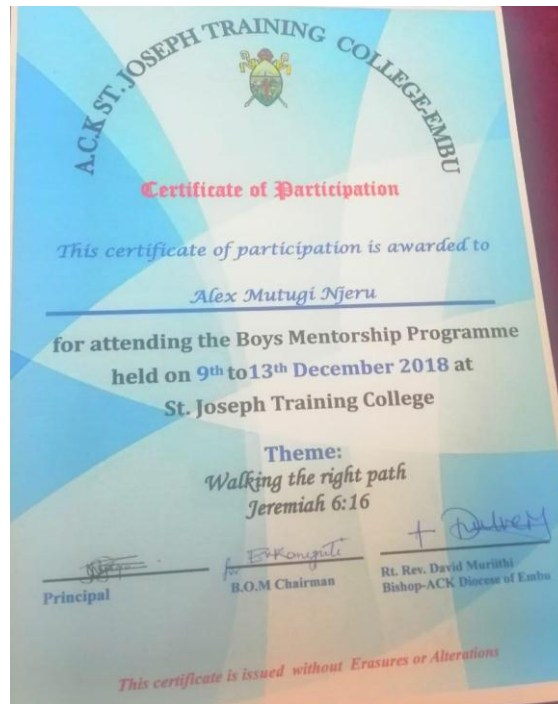 A.C.K ST. JOSEPH TRAINING COLLEGE-EMBU
Certificate of Participation
This certificate of participation is awarded to
Alex Mutugi Njeru
for attending the Boys Mentorship Programme
held on 9th to 13th December 2018 at
St. Joseph Training College
Theme:
Walking the right path
Jeremiah 6:16
for
Principal
B.O.M Chairman
Rt. Rev. David Muriithi
Bishop-ACK Diocese of Embu
This certificate is issued without Erasures or Alterations